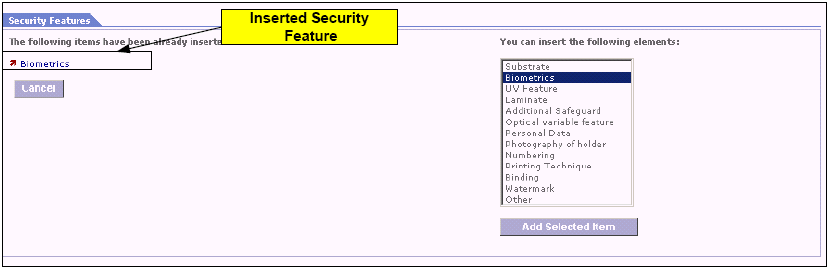 Inserted Security
Feature
Security Features
The following items have been already inserte
Biometrics
Cancel
You can insert the following elements:
Substrate
Biometrics
UV Feature
Laminate
Additional Safeguard
Optical variable feature
Personal Data
Photography of holder
Numbering
Printing Technique
Binding
Watermark
Other
Add Selected Item